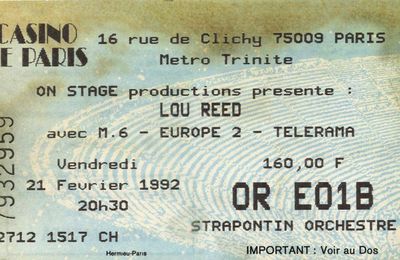 CASINO
DE PARIS
16 rue de Clichy 75009 PARIS
Metro Trinite
ON STAGE productions presente :
LOU REED
avec M.6 - EUROPE 2 - TELERAMA
Vendredi
160,00 F
21 Fevrier 1992
OR E01B
20h30
STRAPONTIN ORCHESTRE
2712 1517 CH
Hermieu-Paris
IMPORTANT : Voir au Dos
7932959